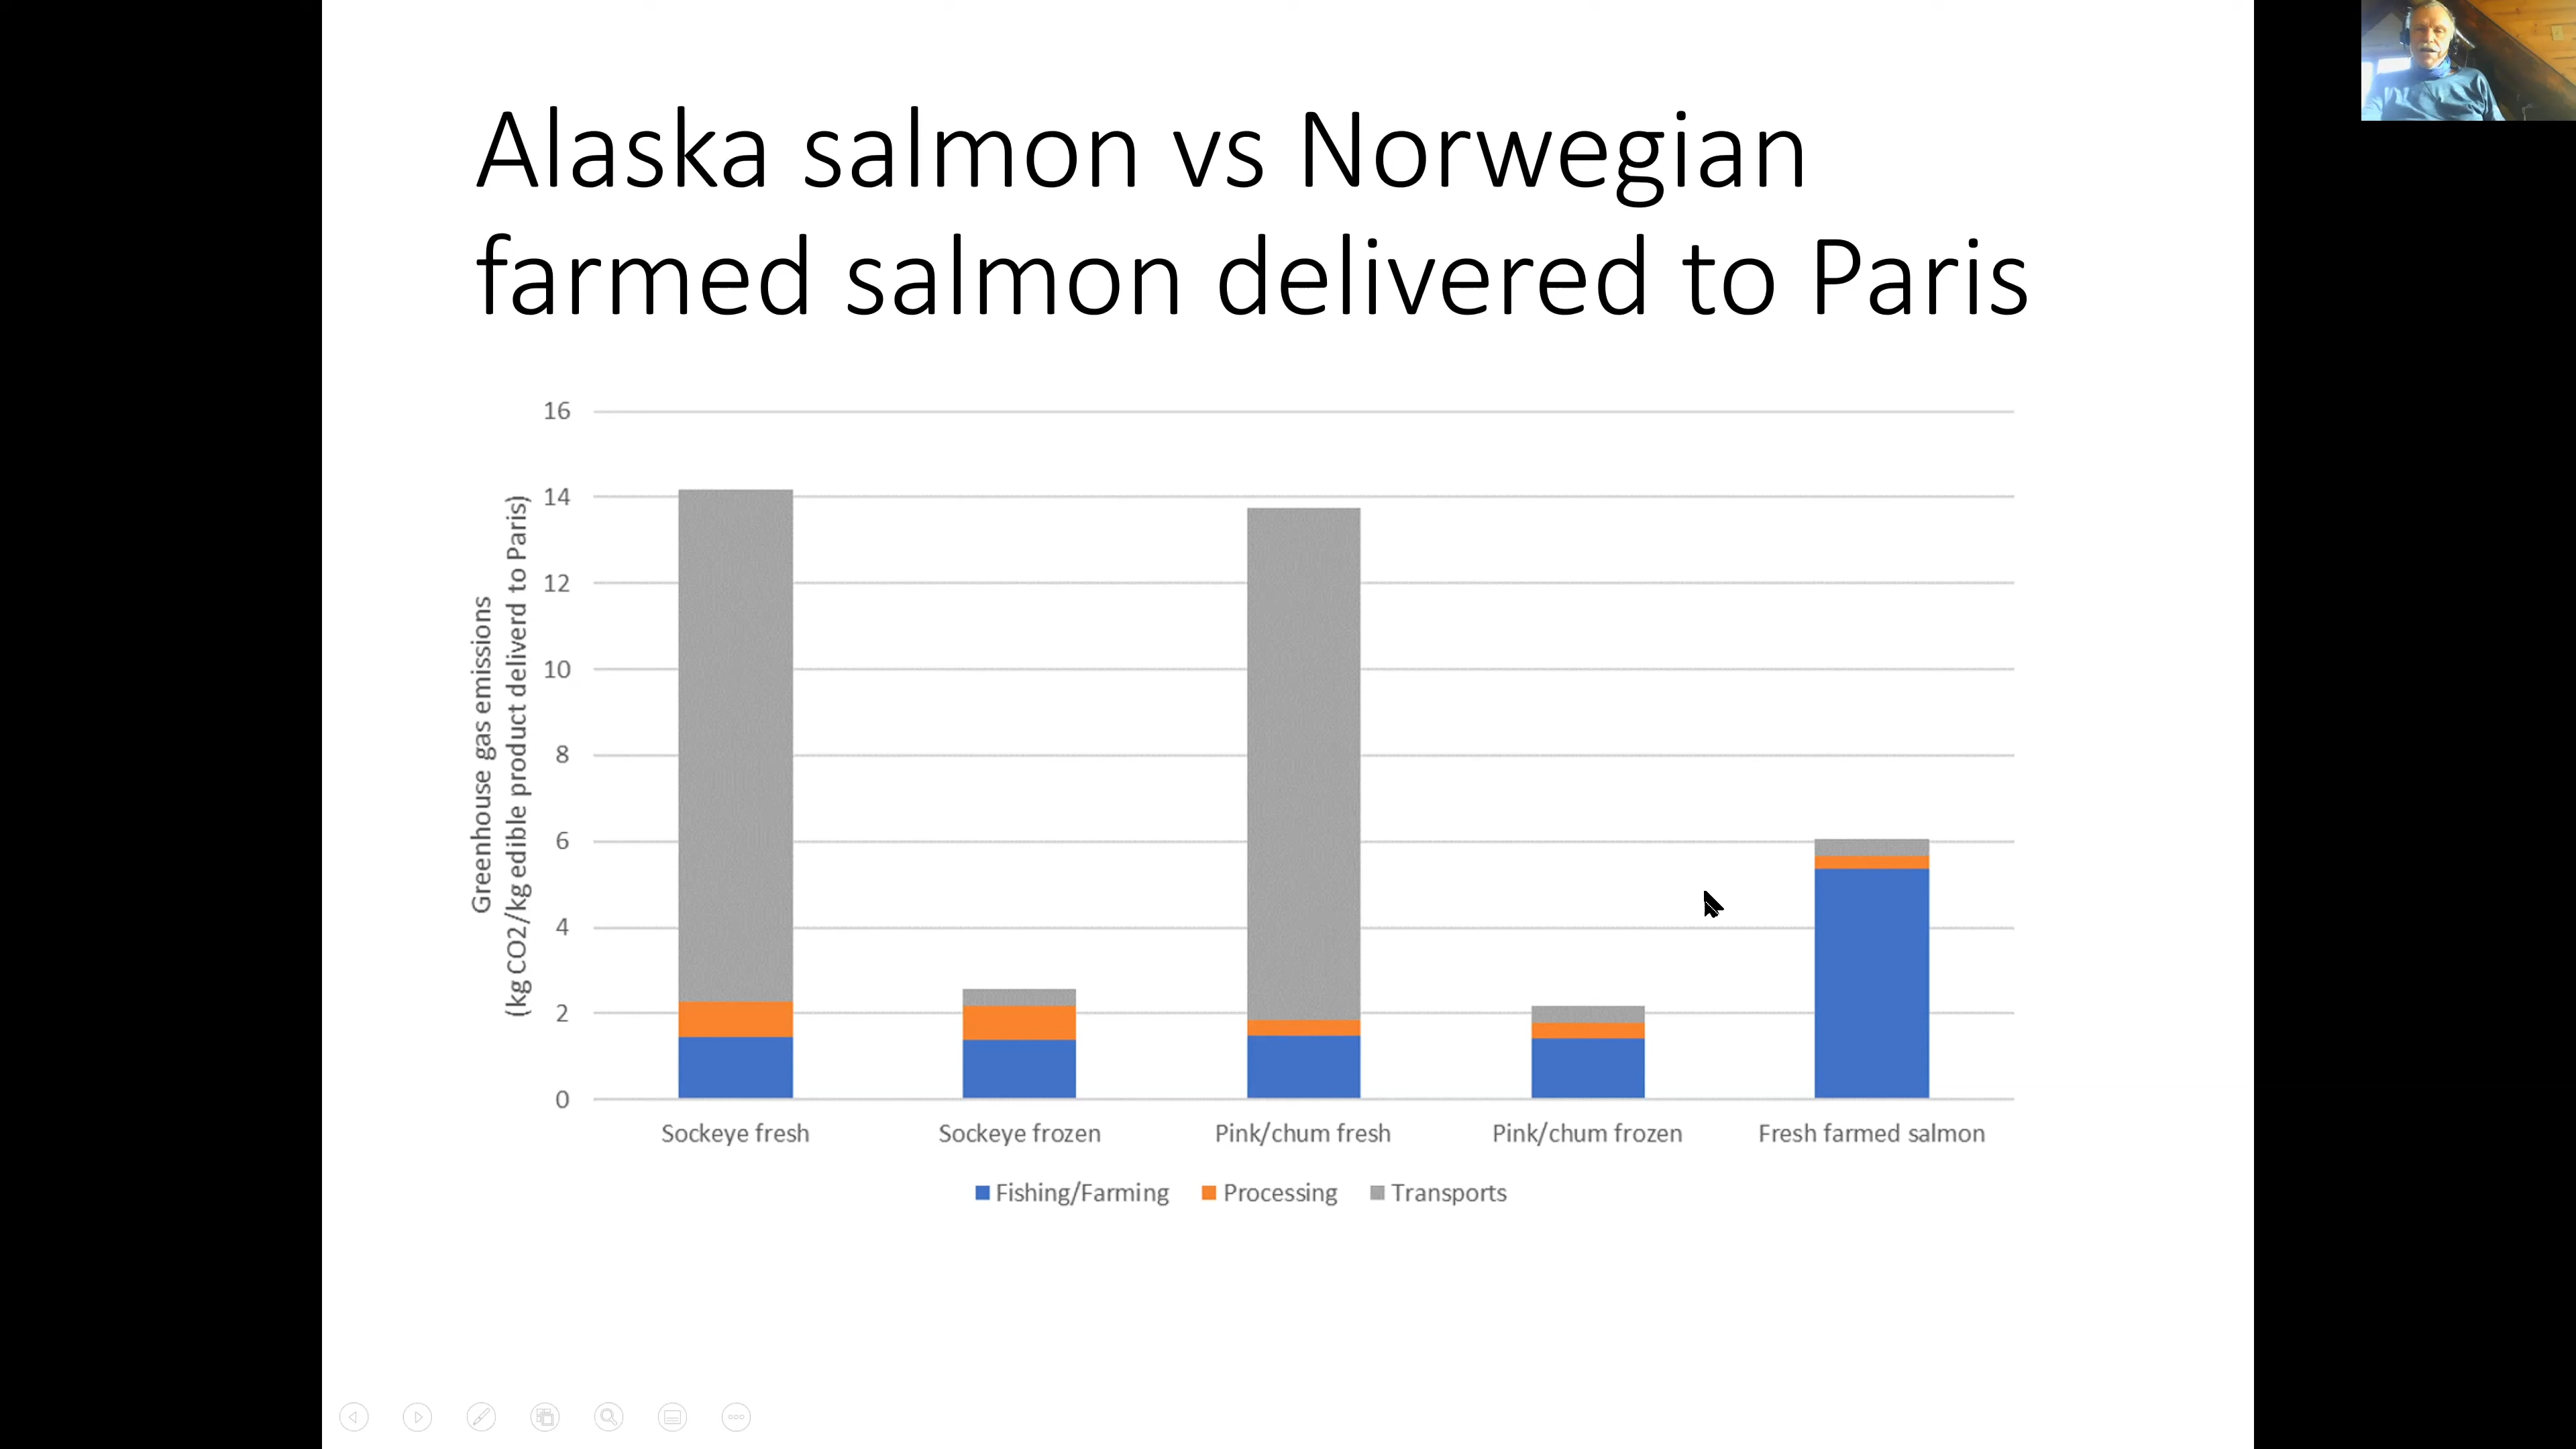 Alaska salmon vs Norwegian
farmed salmon delivered to Paris
Greenhouse gas emissions
(kg CO2/kg edible product deliverd to Paris)
16
14
12
10
8
6
4
2
0
Sockeye fresh
Sockeye frozen
Pink/chum fresh
Pink/chum frozen
Fresh farmed salmon
Fishing/Farming
Processing
Transports